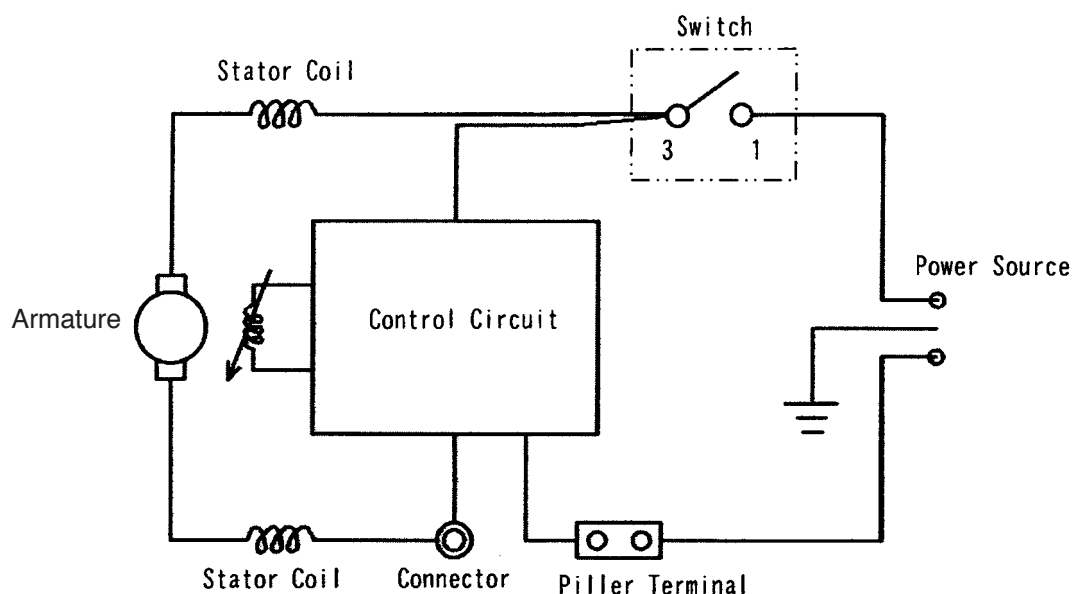 Switch
Stator Coil
3 1
Power Source
Armature
Control Circuit
Stator Coil
Connector
Piller Terminal